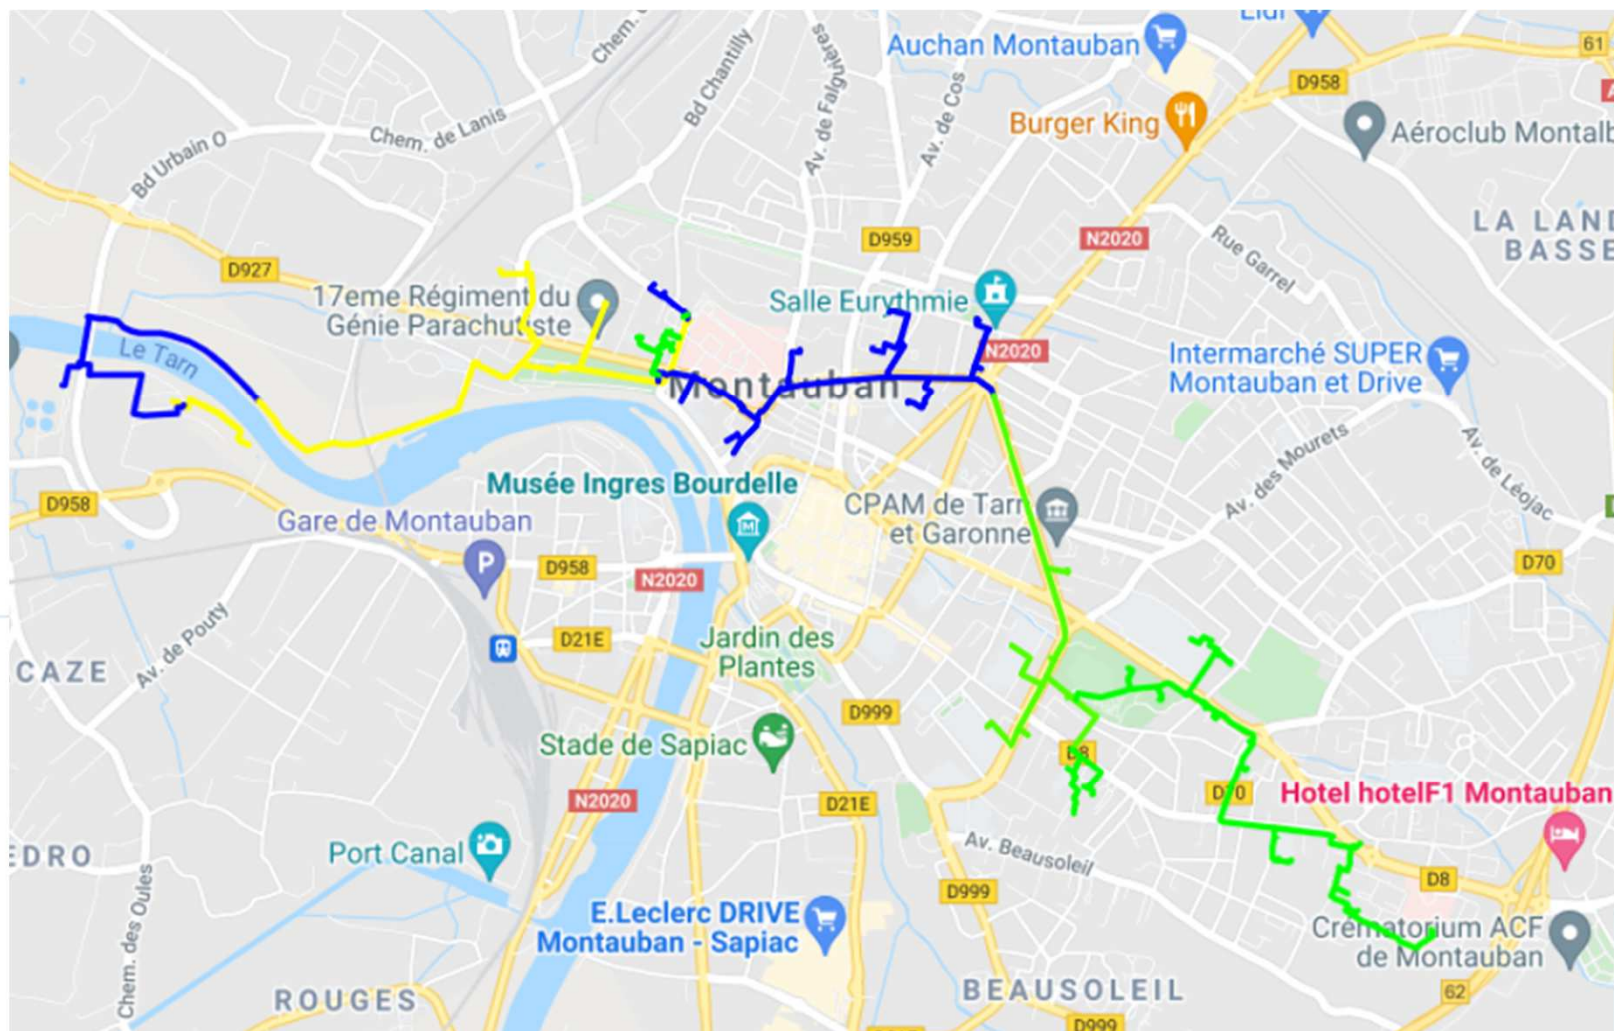 Lidl
Auchan Montauban
61
D958
Burger King
Chem. de Lanis
Bd Chantilly
Av. de Falguières
Av. de Cos
Bd Urbain O
Rue Garrel
N2020
D959
D927
17eme Régiment du
Génie Parachutiste
Salle Eurythmie
N2020
Le Tarn
Montauban
Intermarché SUPER
Montauban et Drive
Av. des Mourets
Av. de Léojac
Musée Ingres Bourdelle
D958
Gare de Montauban
P
M
CPAM de Tarn
et Garonne
D958
N2020
D70
D21E
Jardin des
Plantes
CAZE
Av. de Pouty
D999
Stade de Sapiac
D8
N2020
D21E
D70
Hotel hotelF1 Montauban
Port Canal
Av. Beausoleil
EDRO
D999
D8
E.Leclerc DRIVE
Montauban - Sapiac
Crématorium ACF
de Montauban
Chem. des Oules
ROUGES
BEAUSOLEIL
62
D999